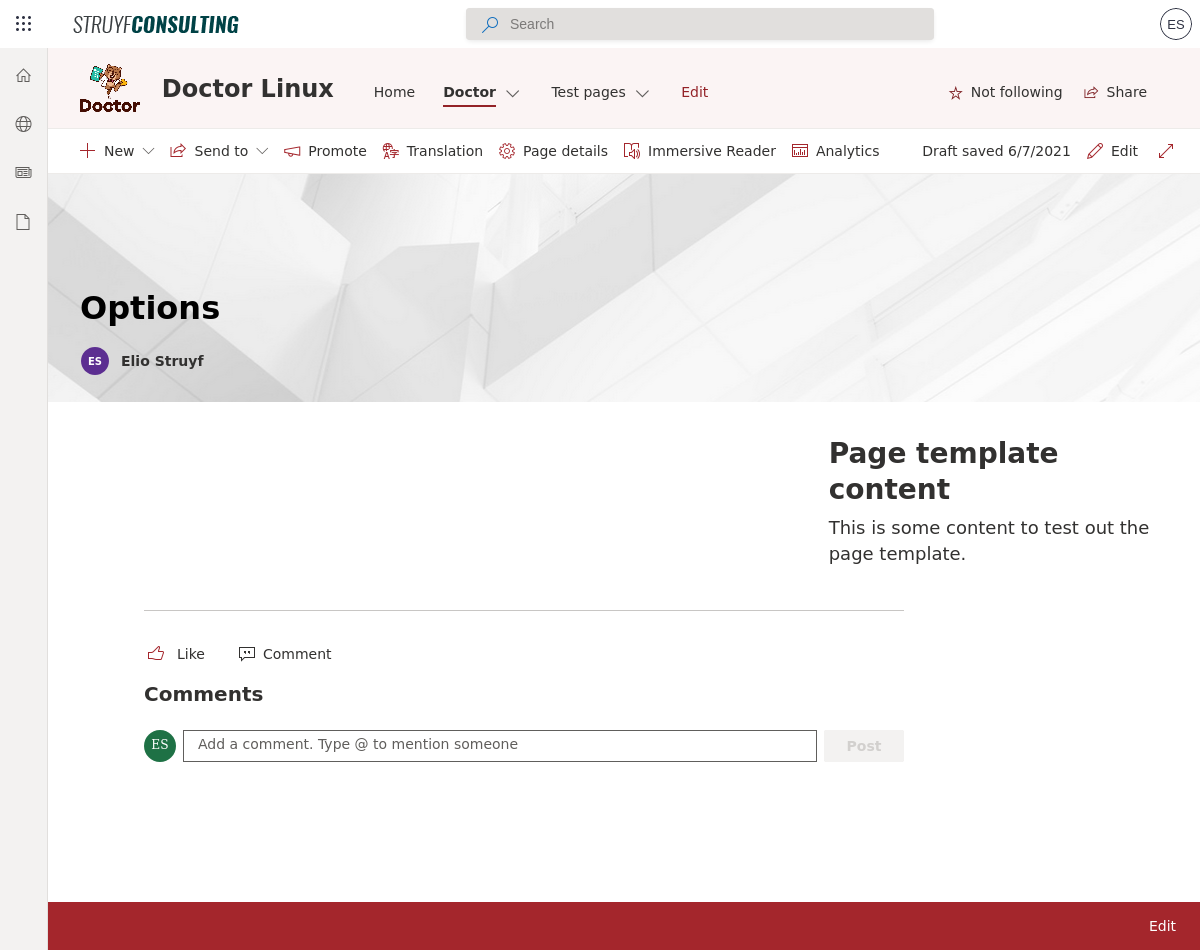 STRUYFCONSULTING
Search
ES
Doctor
Doctor Linux
Home
Doctor
Test pages
Edit
Not following
Share
New
Send to
Promote
Translation
Page details
Immersive Reader
Analytics
Draft saved 6/7/2021
Edit
Options
ES
Elio Struyf
Page template
content
This is some content to test out the
page template.
Like
Comment
Comments
ES
Add a comment. Type @ to mention someone
Post
Edit